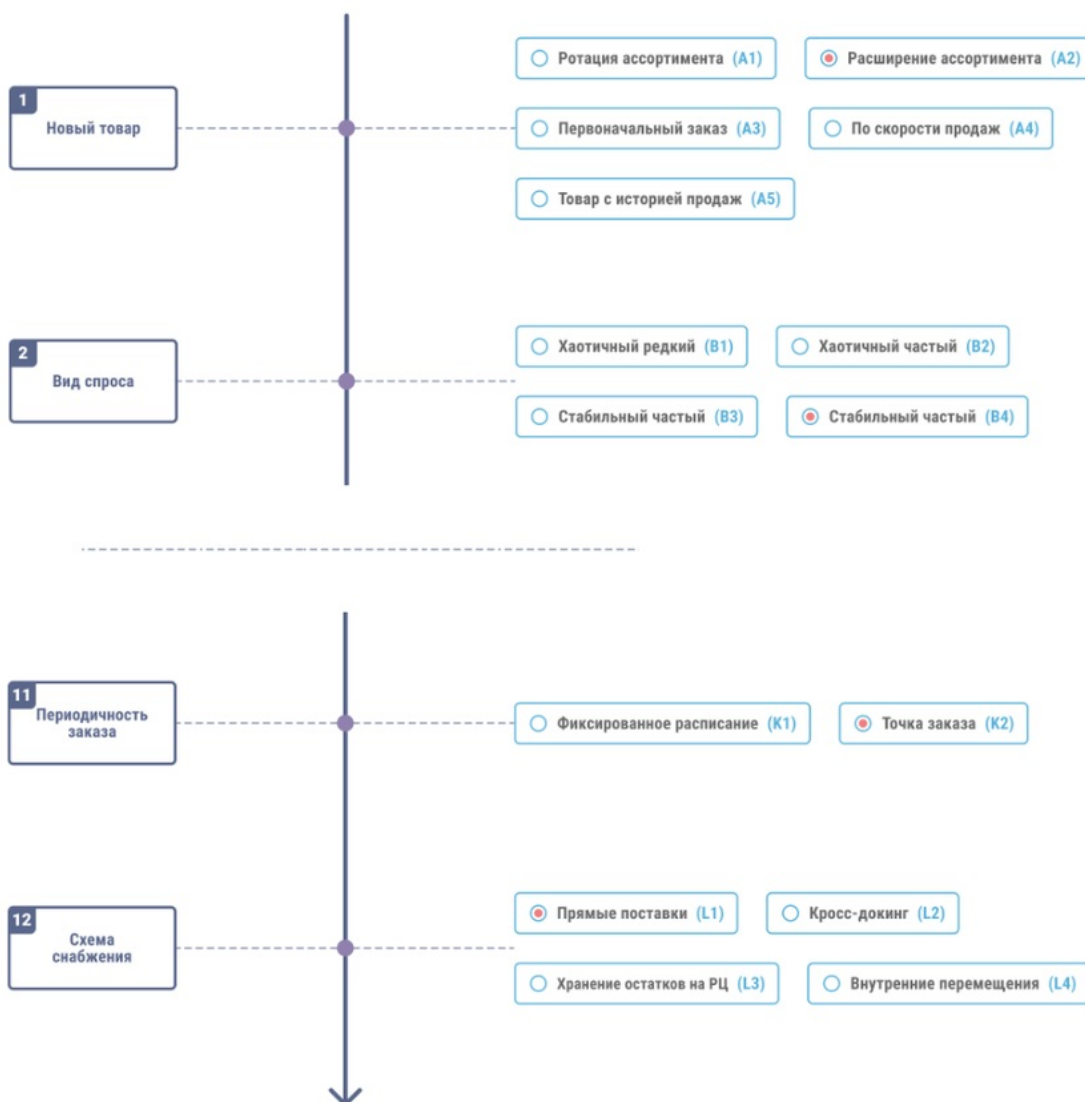 1
Новый товар
Ротация ассортимента (A1)
Расширение ассортимента (A2)
Первоначальный заказ (A3)
По скорости продаж (A4)
Товар с историей продаж (A5)
2
Вид спроса
Хаотичный редкий (B1)
Хаотичный частый (B2)
Стабильный частый (B3)
Стабильный частый (B4)
11
Периодичность
заказа
Фиксированное расписание (K1)
Точка заказа (K2)
12
Схема
снабжения
Прямые поставки (L1)
Кросс-докинг (L2)
Хранение остатков на РЦ (L3)
Внутренние перемещения (L4)